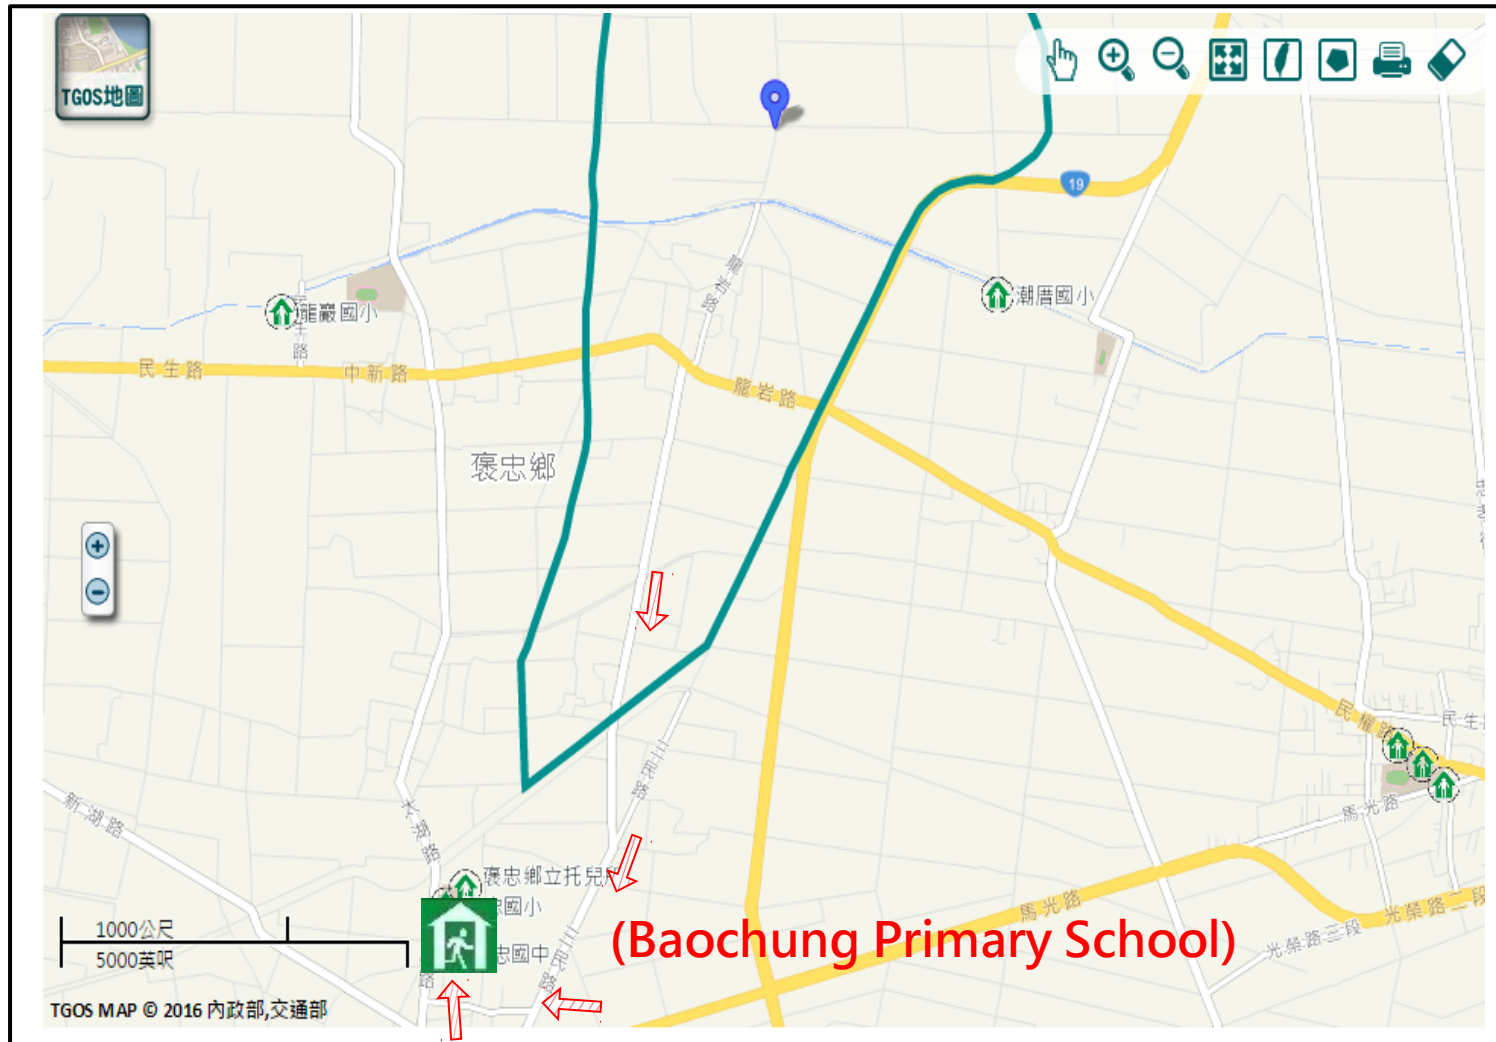 TGOS地圖
19
龍岩路
潮厝國小
龍巖國小
民生路
中新路
龍岩路
褒忠鄉
民權路
民生
三民路
馬光路
新湖路
大湖路
褒忠鄉立托兒
忠國小
忠國中
(Baochung Primary School)
三民路
路
馬光路
光榮路三段
光榮路二段
1000公尺
5000英呎
TGOS MAP © 2016 內政部,交通部